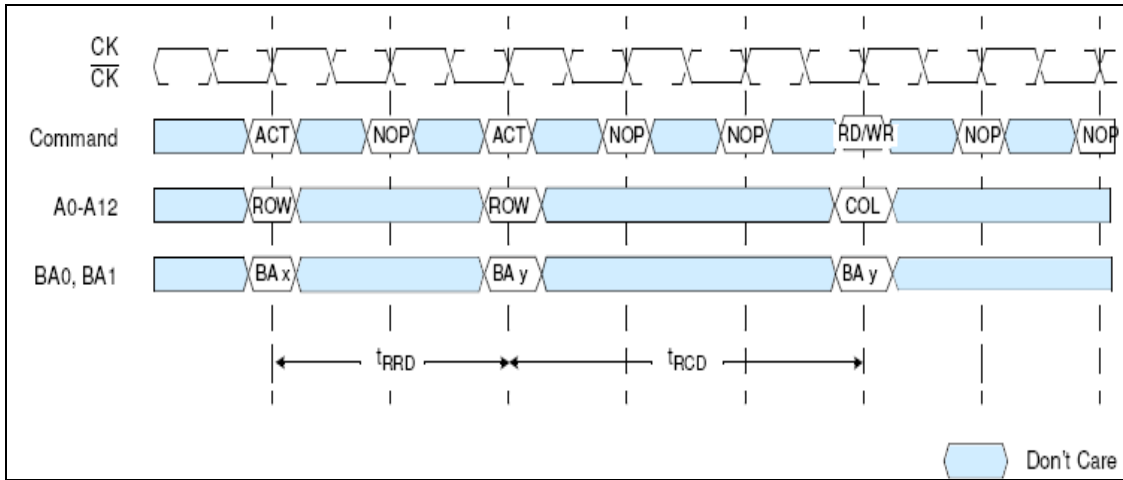 CK
CK
Command ACT NOP ACT NOP NOP RD/WR NOP NOP
A0-A12 ROW ROW COL
BA0, BA1 BA x BA y BA y
tRRD tRCD
Don't Care